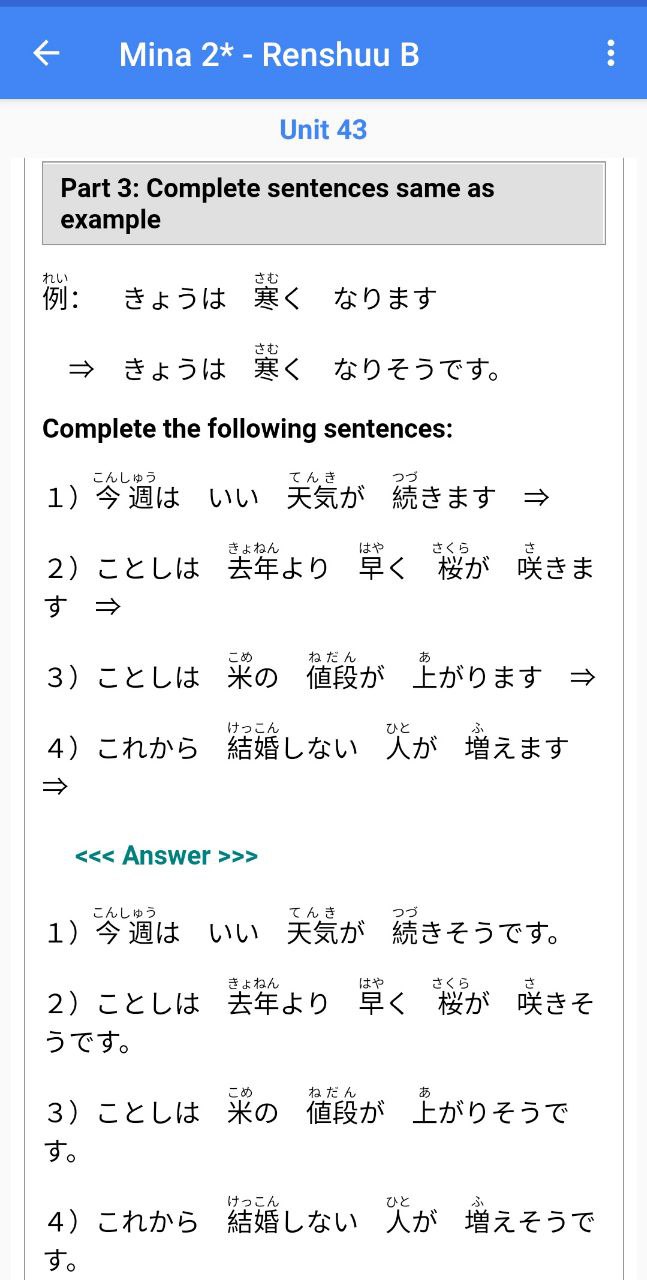 Mina 2* - Renshuu B
Unit 43
Part 3: Complete sentences same as
example
れい さむ
例： きょうは 寒く なります
さむ
⇒ きょうは 寒く なりそうです。
Complete the following sentences:
こんしゅう てんき つづ
１）今週は いい 天気が 続きます ⇒
きょねん はや さくら さ
２）ことしは 去年より 早く 桜が 咲きま
す ⇒
こめ ねだん あ
３）ことしは 米の 値段が 上がります ⇒
けっこん ひと ふ
４）これから 結婚しない 人が 増えます
⇒
<<< Answer >>>
こんしゅう てんき つづ
１）今週は いい 天気が 続きそうです。
きょねん はや さくら さ
２）ことしは 去年より 早く 桜が 咲きそ
うです。
こめ ねだん あ
３）ことしは 米の 値段が 上がりそうで
す。
けっこん ひと ふ
４）これから 結婚しない 人が 増えそうで
す。